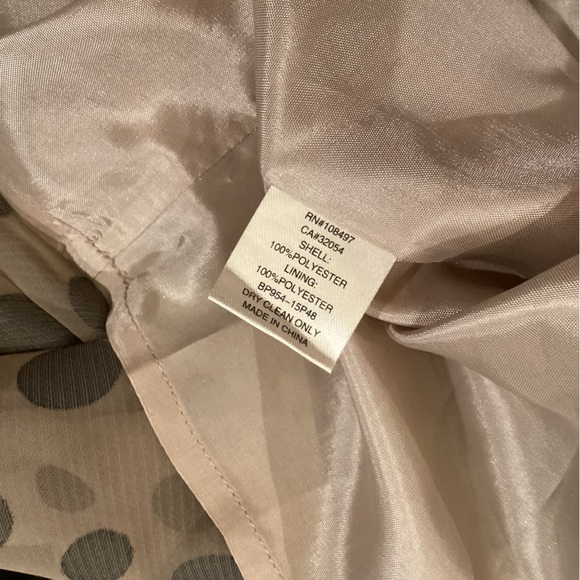 RN#108497
CA#32054
SHELL:
100%POLYESTER
LINING:
100%POLYESTER
BP954-15P48
DRY CLEAN ONLY
MADE IN CHINA